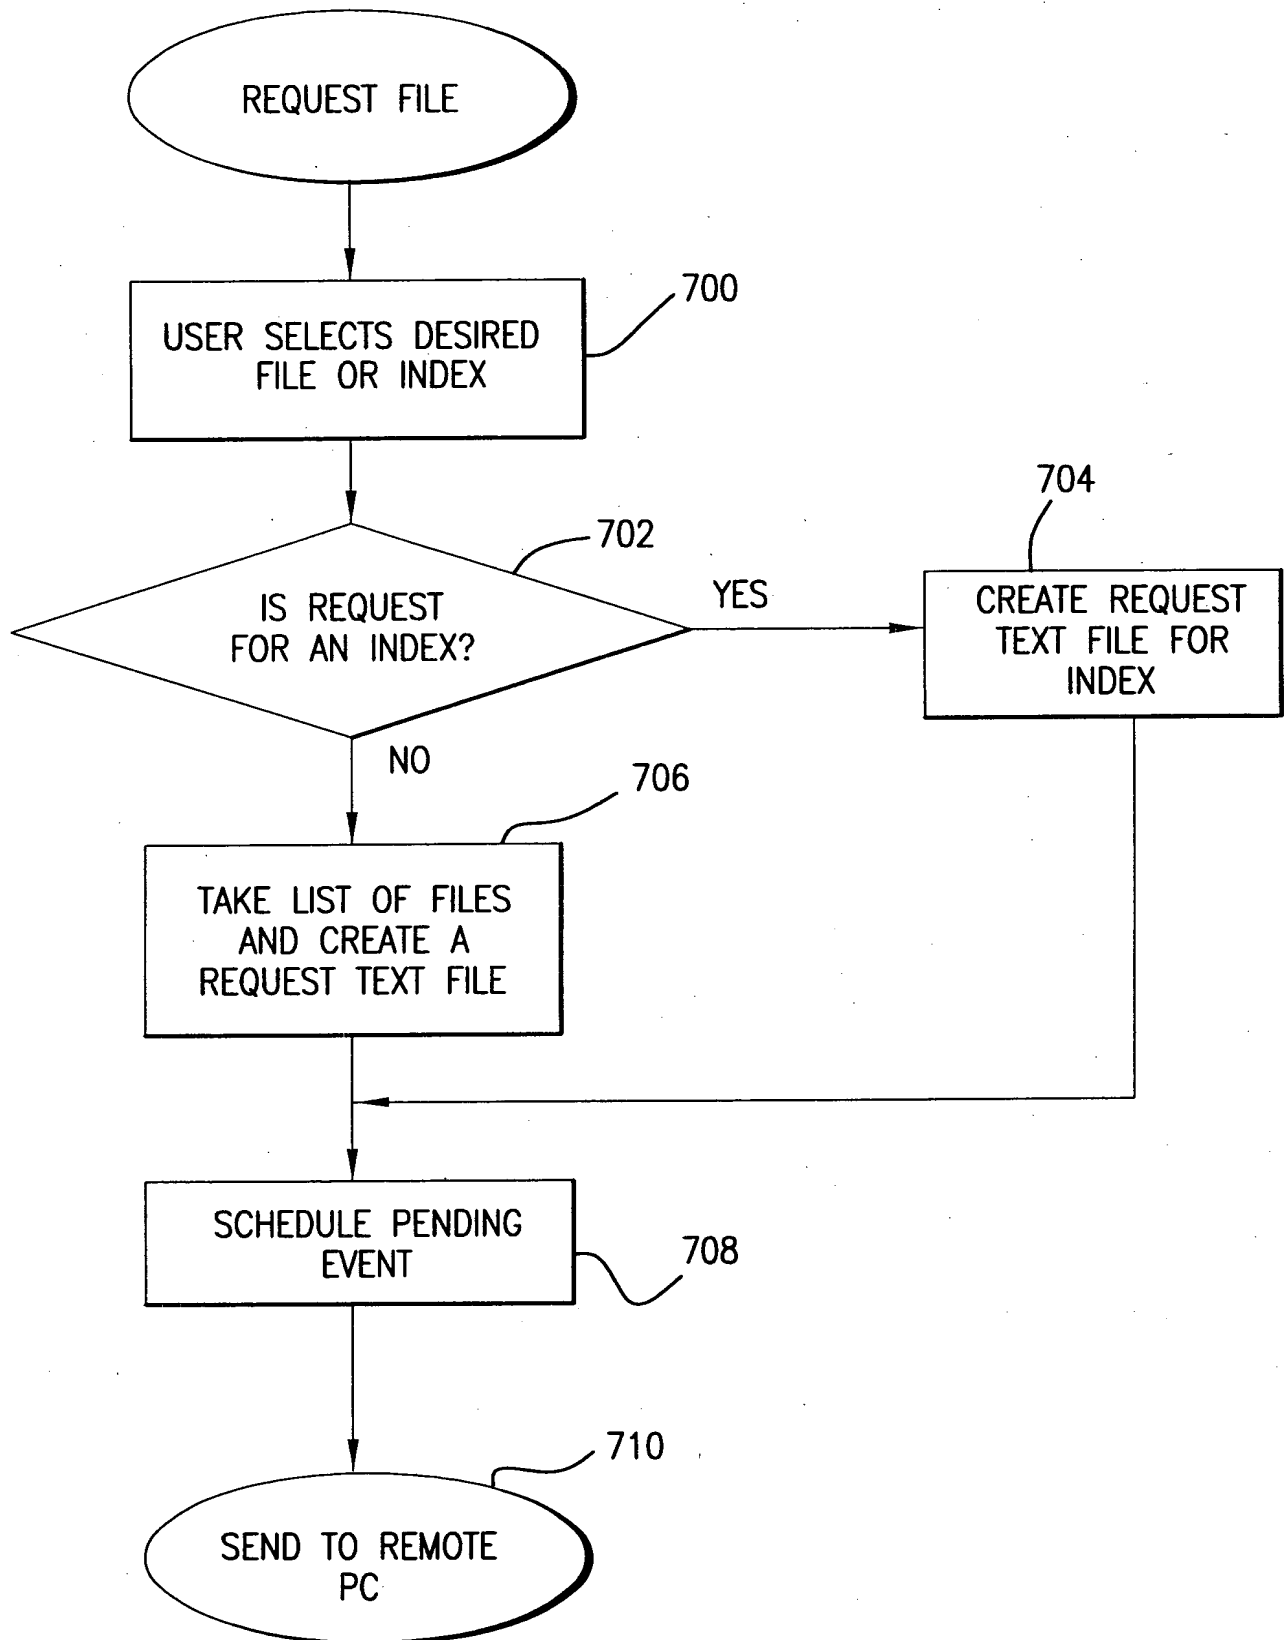 REQUEST FILE
700
USER SELECTS DESIRED
FILE OR INDEX
702
IS REQUEST
FOR AN INDEX?
YES
704
CREATE REQUEST
TEXT FILE FOR
INDEX
NO
706
TAKE LIST OF FILES
AND CREATE A
REQUEST TEXT FILE
SCHEDULE PENDING
EVENT
708
710
SEND TO REMOTE
PC